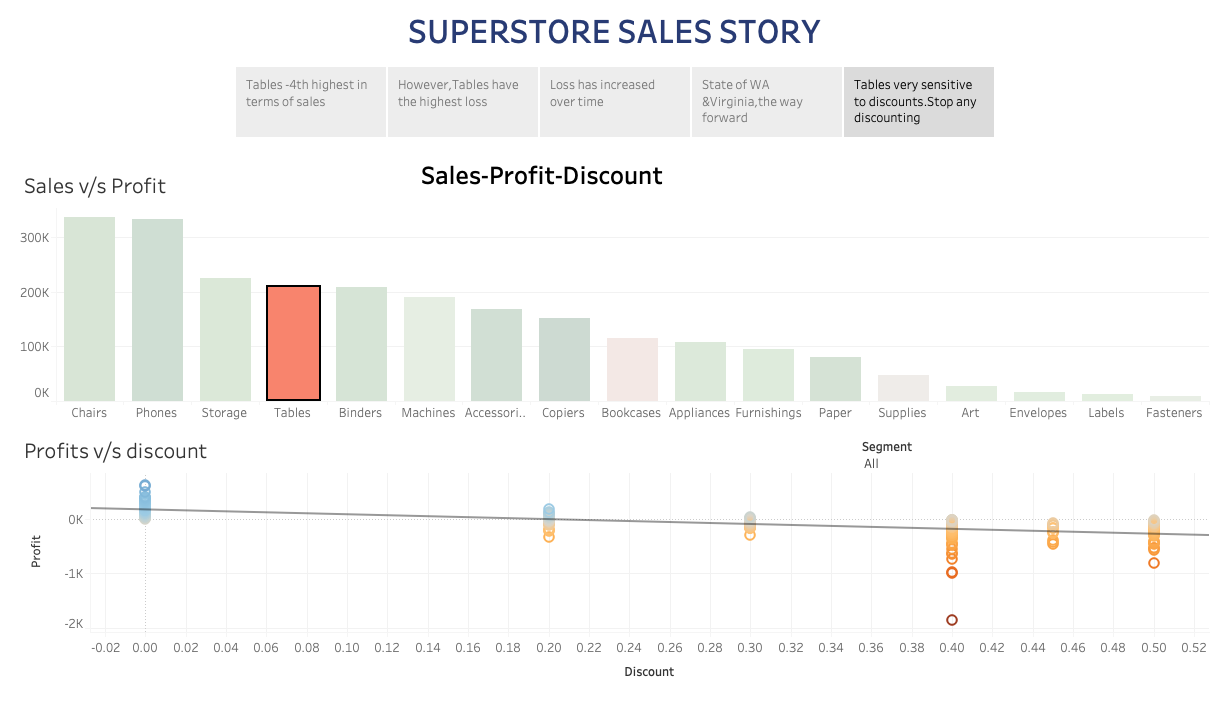 SUPERSTORE SALES STORY
Tables -4th highest in
terms of sales
However,Tables have
the highest loss
Loss has increased
over time
State of WA
&Virginia,the way
forward
Tables very sensitive
to discounts.Stop any
discounting
Sales-Profit-Discount
Sales v/s Profit
300K
200K
100K
0K
Chairs Phones Storage Tables Binders Machines Accessori.. Copiers Bookcases Appliances Furnishings Paper Supplies Art Envelopes Labels Fasteners
Profits v/s discount
Segment
All
Profit
0K
-1K
-2K
-0.02 0.00 0.02 0.04 0.06 0.08 0.10 0.12 0.14 0.16 0.18 0.20 0.22 0.24 0.26 0.28 0.30 0.32 0.34 0.36 0.38 0.40 0.42 0.44 0.46 0.48 0.50 0.52
Discount